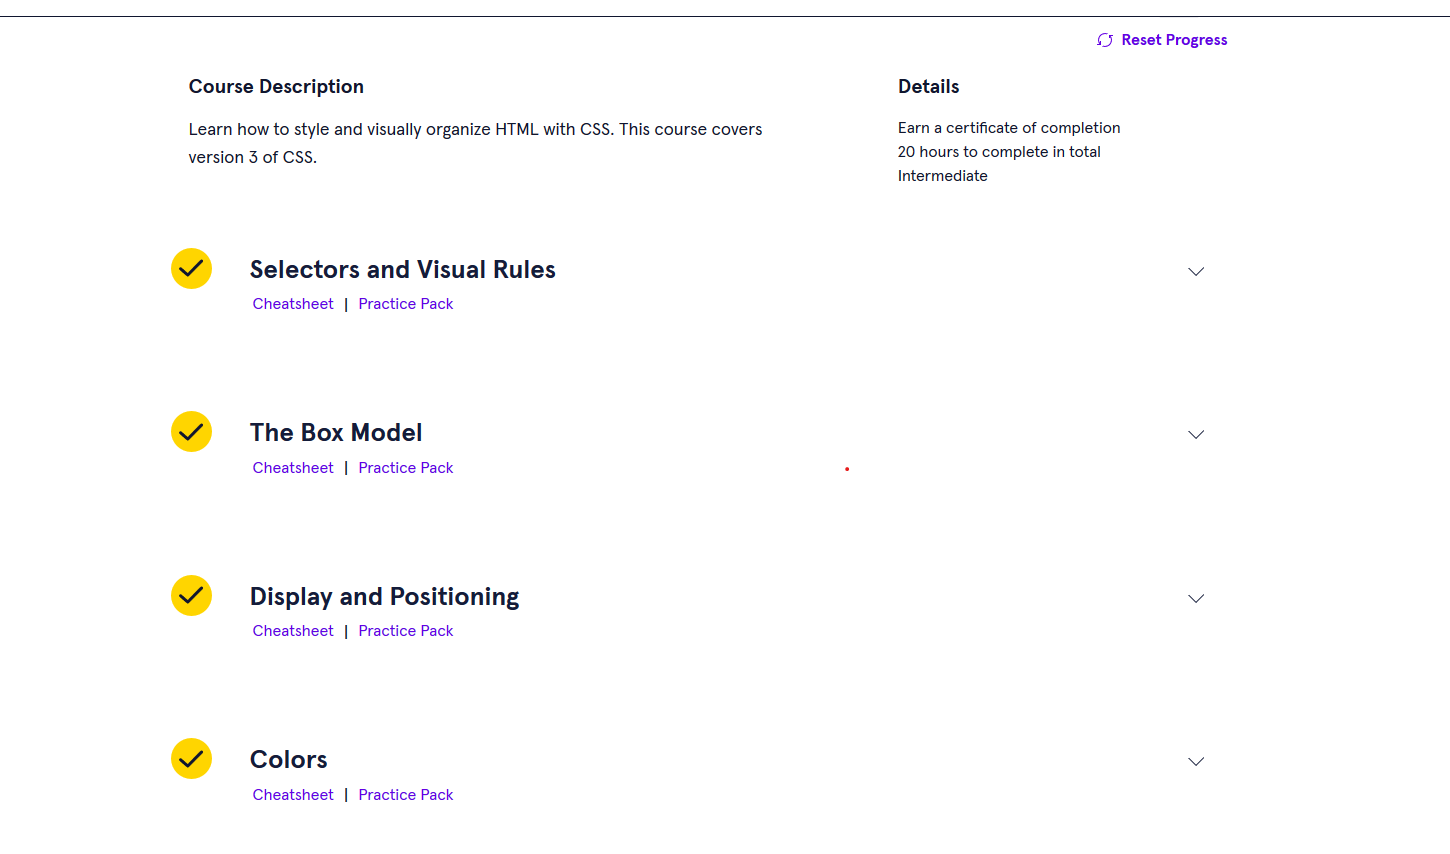 Reset Progress
Course Description
Learn how to style and visually organize HTML with CSS. This course covers
version 3 of CSS.
Details
Earn a certificate of completion
20 hours to complete in total
Intermediate
Selectors and Visual Rules
Cheatsheet | Practice Pack
The Box Model
Cheatsheet | Practice Pack
Display and Positioning
Cheatsheet | Practice Pack
Colors
Cheatsheet | Practice Pack